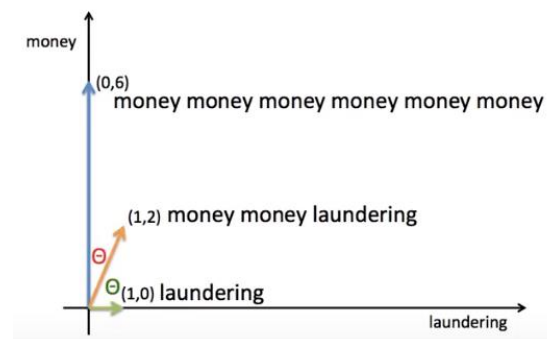 money
(0,6)
money money money money money money
(1,2) money money laundering
Θ
Θ
(1,0) laundering
laundering